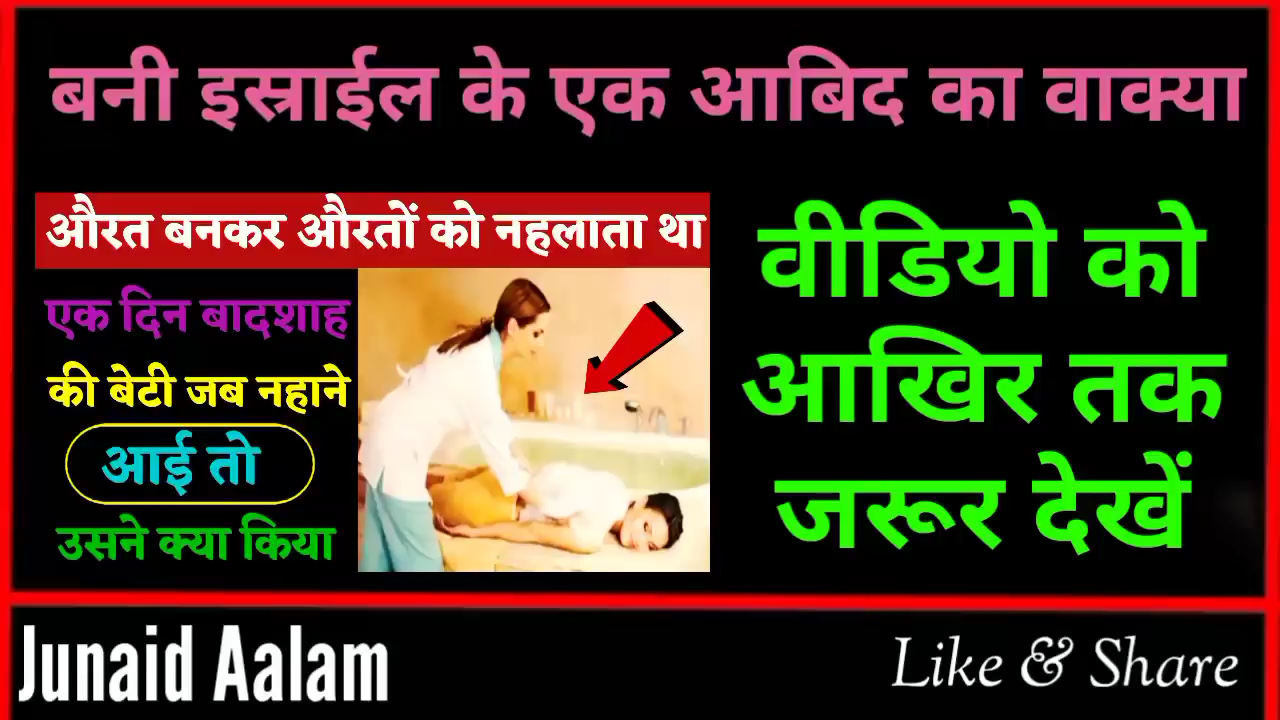 बनी इस्राईल के एक आबिद का वाक्या
औरत बनकर औरतों को नहलाता था
एक दिन बादशाह
की बेटी जब नहाने
आई तो
उसने क्या किया
वीडियो को
आखिर तक
जरूर देखें
Junaid Aalam
Like & Share